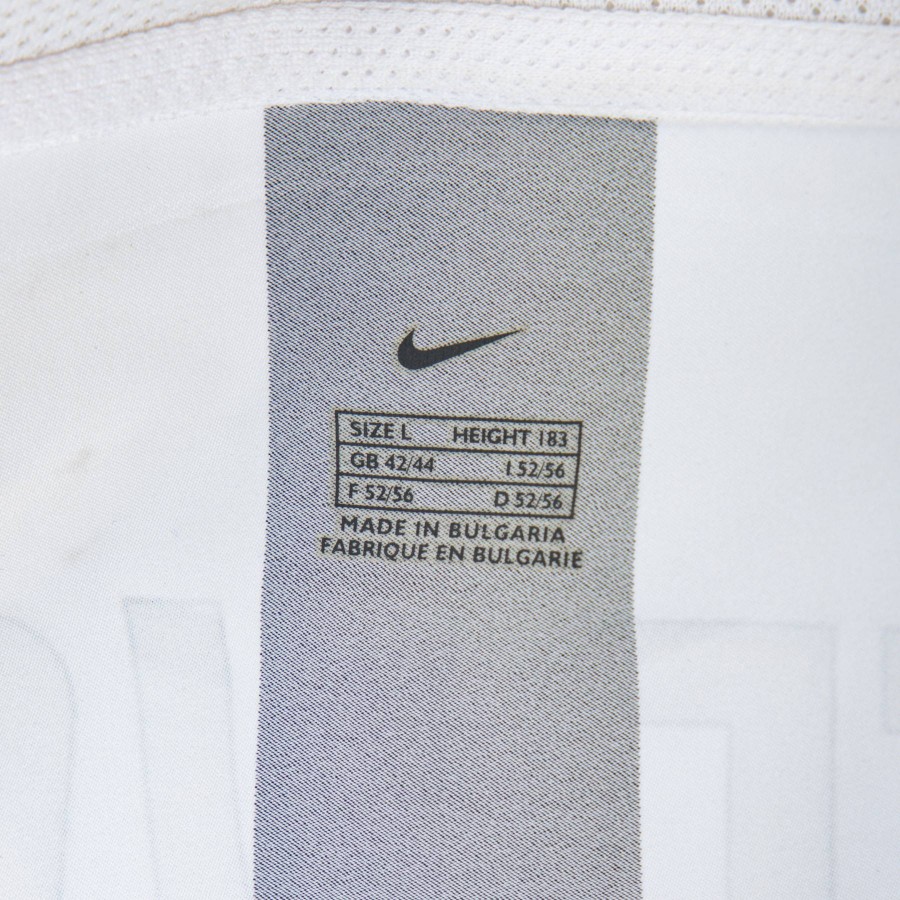 SIZE L HEIGHT 183
GB 42/44 I 52/56
F 52/56 D 52/56
MADE IN BULGARIA
FABRIQUE EN BULGARIE